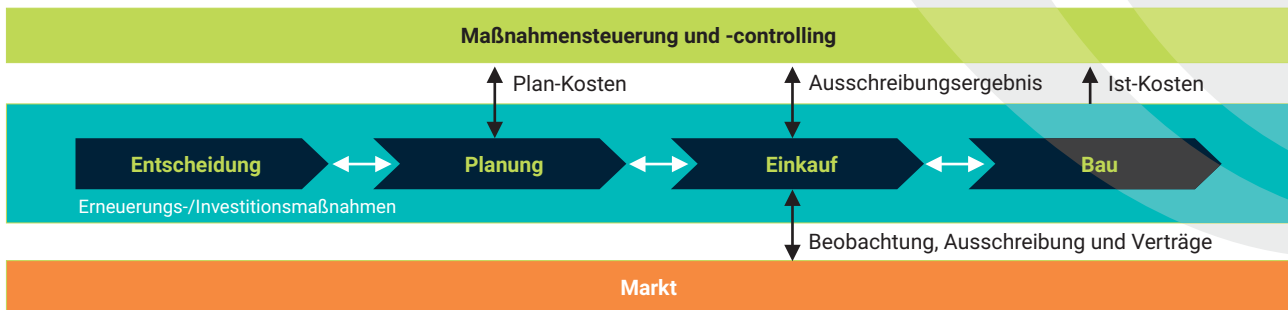 Maßnahmensteuerung und -controlling
Plan-Kosten
Ausschreibungsergebnis
Ist-Kosten
Entscheidung
Planung
Einkauf
Bau
Erneuerungs-/Investitionsmaßnahmen
Beobachtung, Ausschreibung und Verträge
Markt